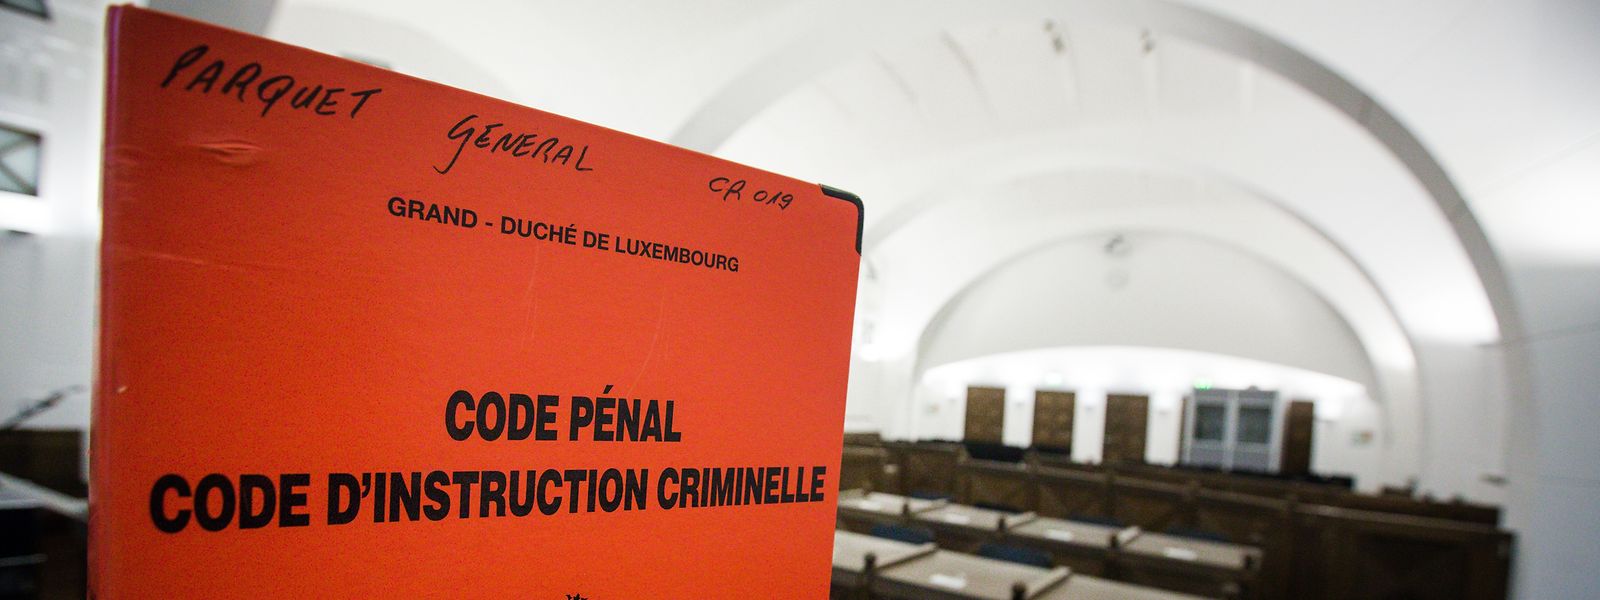 PARQUET GENERAL CR 019
GRAND - DUCHÉ DE LUXEMBOURG
CODE PÉNAL
CODE D'INSTRUCTION CRIMINELLE